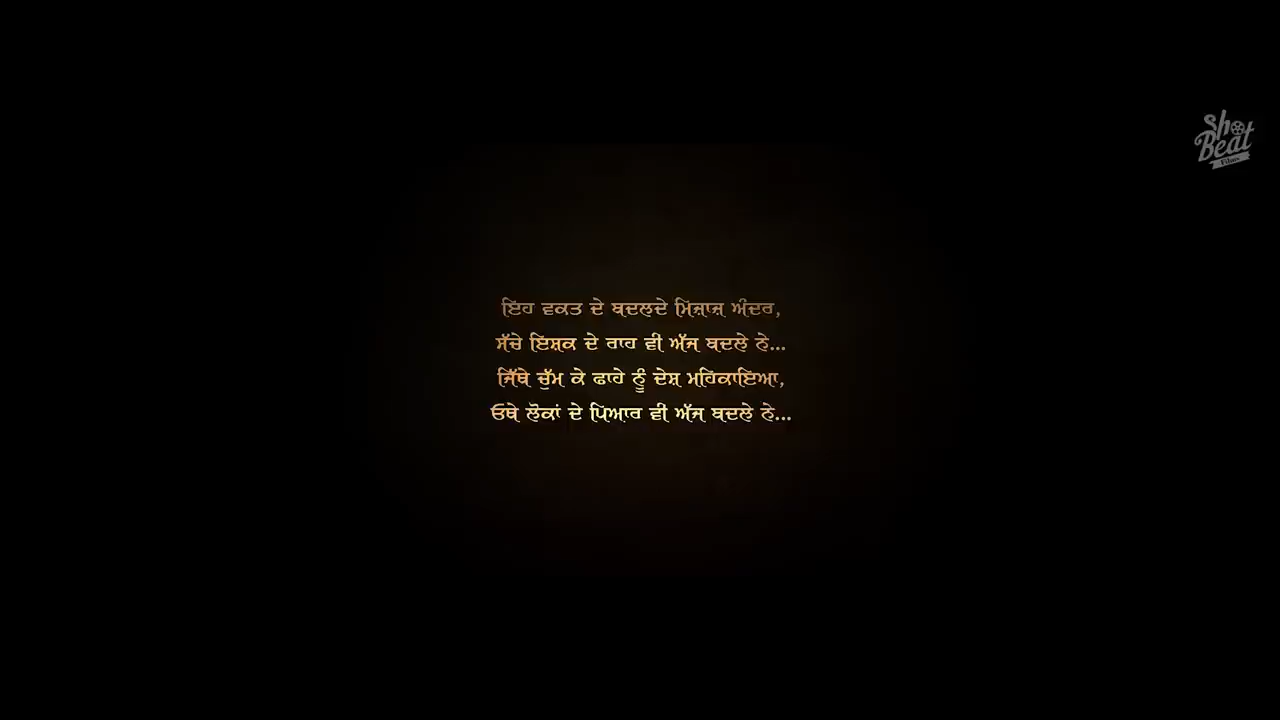 Shot
Beat
Films
ਇਹ ਵਕਤ ਦੇ ਬਦਲਦੇ ਮਿਜ਼ਾਜ਼ ਅੰਦਰ,
ਸੱਚੇ ਇਸ਼ਕ ਦੇ ਰਾਹ ਵੀ ਅੱਜ ਬਦਲੇ ਨੇ...
ਜਿੱਥੇ ਚੁੱਮ ਕੇ ਫਾਹੇ ਨੂੰ ਦੇਸ਼ ਮਹਿਕਾਇਆ,
ਓਥੇ ਲੋਕਾਂ ਦੇ ਪਿਆਰ ਵੀ ਅੱਜ ਬਦਲੇ ਨੇ...